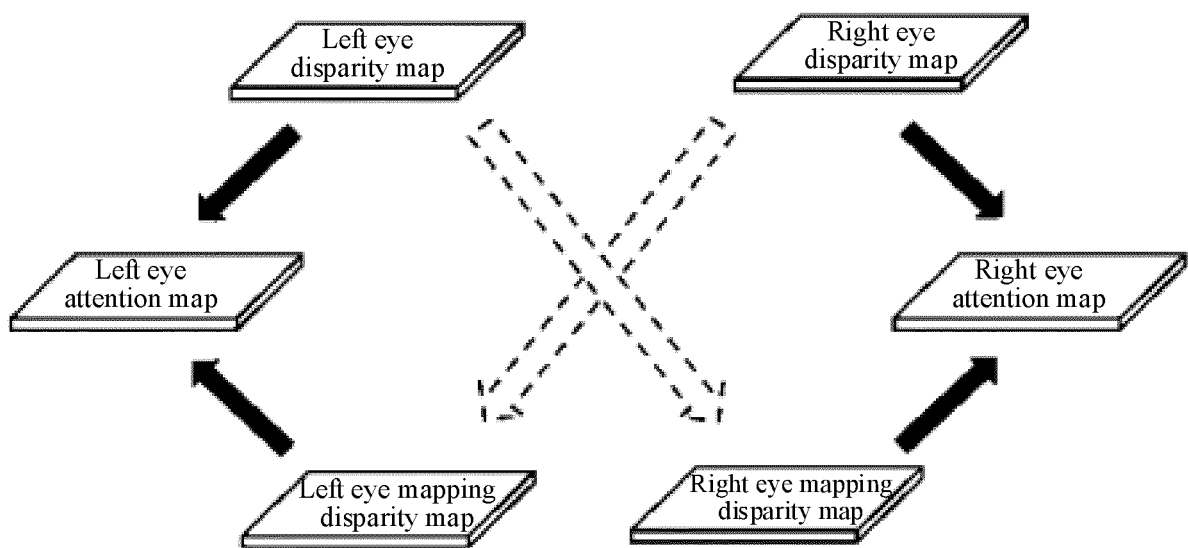 Left eye
disparity map
Right eye
disparity map
Left eye
attention map
Right eye
attention map
Left eye mapping
disparity map
Right eye mapping
disparity map